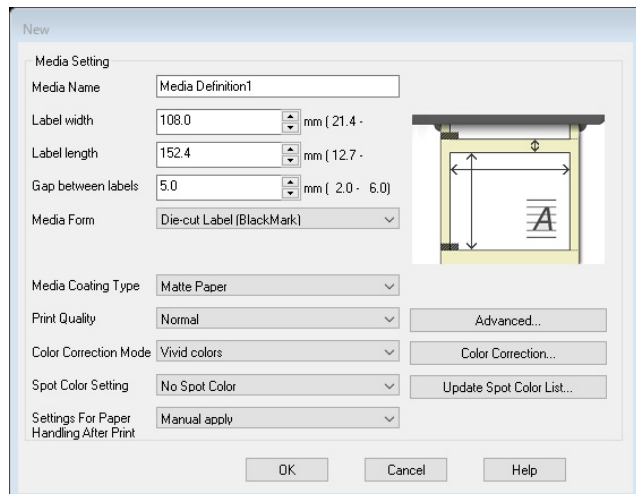 New
Media Setting
Media Name Media Definition1
Label width 108.0 mm ( 21.4 -
Label length 152.4 mm ( 12.7 -
Gap between labels 5.0 mm ( 2.0 - 6.0)
Media Form Die-cut Label (BlackMark)
A
Media Coating Type Matte Paper
Print Quality Normal Advanced...
Color Correction Mode Vivid colors Color Correction...
Spot Color Setting No Spot Color Update Spot Color List...
Settings For Paper Manual apply
Handling After Print
OK Cancel Help